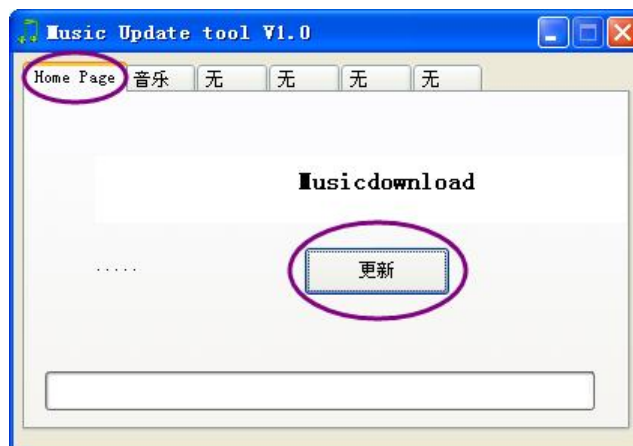 Music Update tool V1.0
Home Page 音乐 无 无 无 无
Musicdownload
..... 更新